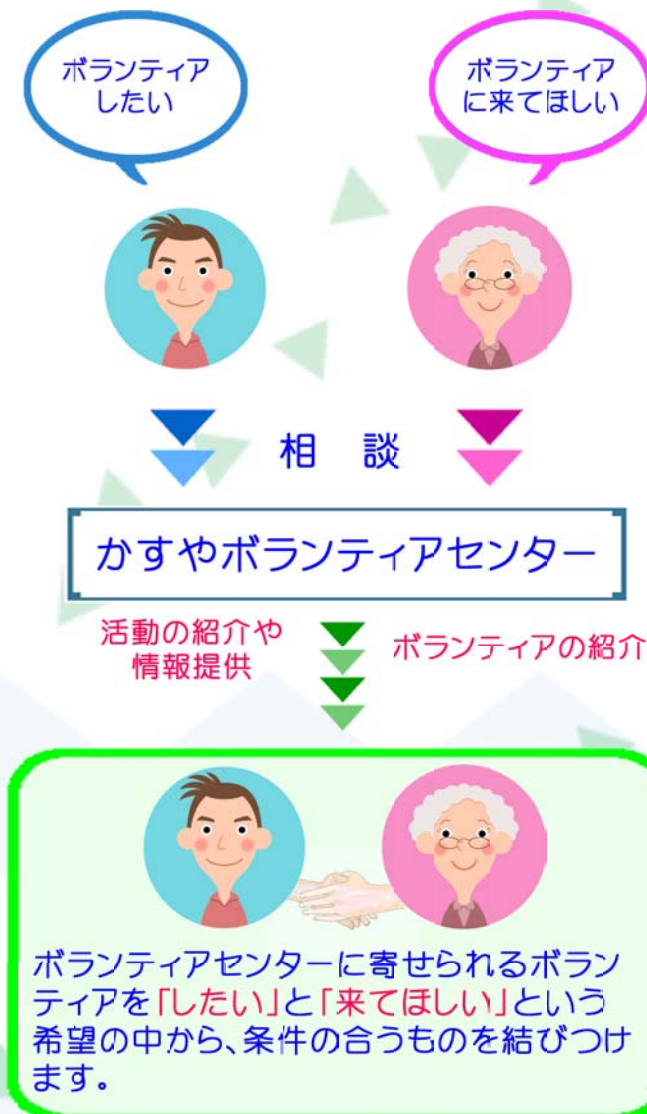 ボランティア
したい
ボランティア
に来てほしい
相 談
かすやボランティアセンター
活動の紹介や
情報提供
ボランティアの紹介
ボランティアセンターに寄せられるボラン
ティアを「したい」と「来てほしい」という
希望の中から、条件の合うものを結びつけ
ます。